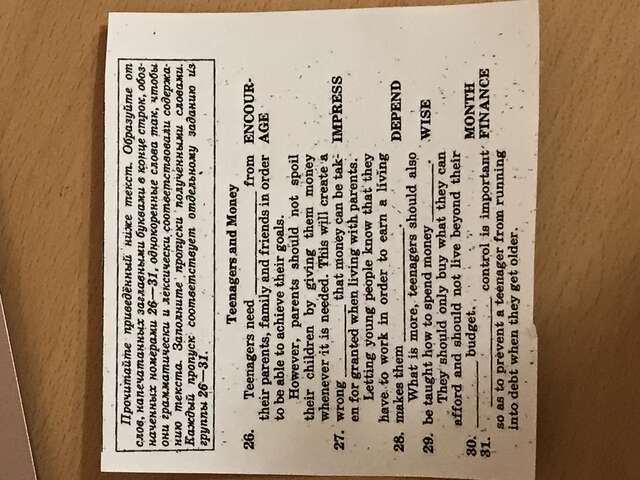 Прочитайте приведённый ниже текст. Образуйте от
слов, напечатанных заглавными буквами в конце строк, обоз-
наченных номерами 26—31, однокоренные слова так, чтобы
они грамматически и лексически соответствовали содержа-
нию текста. Заполните пропуски полученными словами.
Каждый пропуск соответствует отдельному заданию из
группы 26—31.
Teenagers and Money
26. Teenagers need ________ from ENCOUR-
their parents, family and friends in order AGE
to be able to achieve their goals.
However, parents should not spoil
their children by giving them money
whenever it is needed. This will create a
27. wrong ________ that money can be tak- IMPRESS
en for granted when living with parents.
Letting young people know that they
have to work in order to earn a living
28. makes them ________. DEPEND
What is more, teenagers should also
29. be taught how to spend money ________. WISE
They should only buy what they can
afford and should not live beyond their
30. ________ budget. MONTH
31. ________ control is important FINANCE
so as to prevent a teenager from running
into debt when they get older.